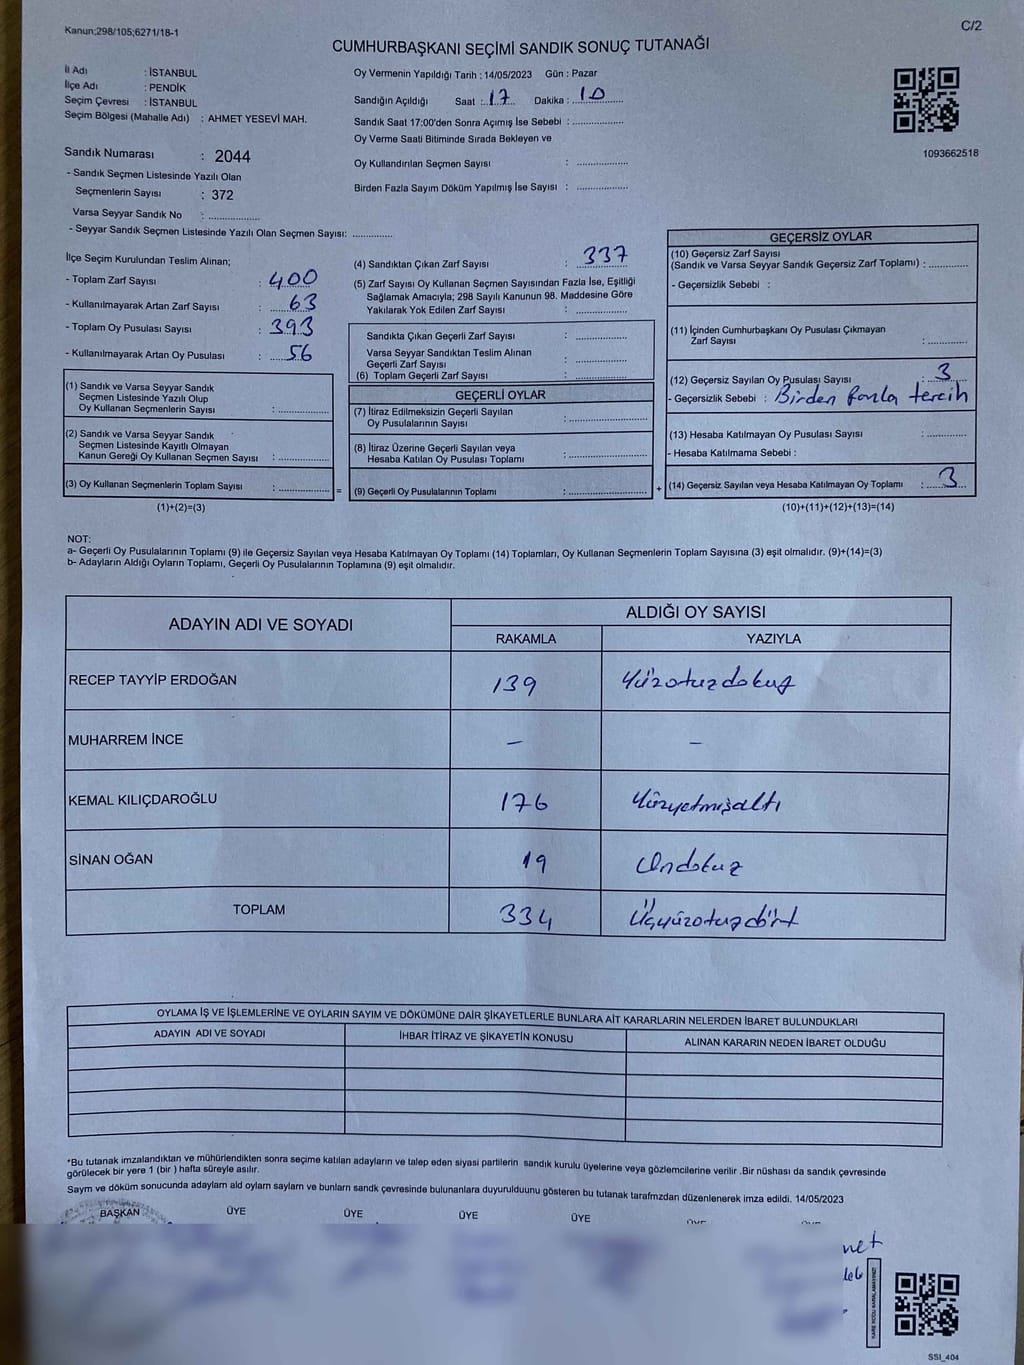 Kanun;298/105;6271/18-1
C/2
CUMHURBAŞKANI SEÇİMİ SANDIK SONUÇ TUTANAĞI
İl Adı : İSTANBUL
İlçe Adı : PENDİK
Seçim Çevresi : İSTANBUL
Seçim Bölgesi (Mahalle Adı) : AHMET YESEVİ MAH.
Sandık Numarası : 2044
- Sandık Seçmen Listesinde Yazılı Olan
Seçmenlerin Sayısı : 372
Varsa Seyyar Sandık No : ..................
- Seyyar Sandık Seçmen Listesinde Yazılı Olan Seçmen Sayısı: ..............
Oy Vermenin Yapıldığı Tarih : 14/05/2023 Gün : Pazar
Sandığın Açıldığı Saat : 17 Dakika : 10
Sandık Saat 17:00'den Sonra Açımış İse Sebebi : ..................
Oy Verme Saati Bitiminde Sırada Bekleyen ve
Oy Kullandırılan Seçmen Sayısı : ..................
Birden Fazla Sayım Döküm Yapılmış İse Sayısı : ..................
1093662518
İlçe Seçim Kurulundan Teslim Alınan;
- Toplam Zarf Sayısı : 400
- Kullanılmayarak Artan Zarf Sayısı : 63
- Toplam Oy Pusulası Sayısı : 393
- Kullanılmayarak Artan Oy Pusulası : 56
(1) Sandık ve Varsa Seyyar Sandık
Seçmen Listesinde Yazılı Olup
Oy Kullanan Seçmenlerin Sayısı : ..................
(2) Sandık ve Varsa Seyyar Sandık
Seçmen Listesinde Kayıtlı Olmayan
Kanun Gereği Oy Kullanan Seçmen Sayısı : ..................
(3) Oy Kullanan Seçmenlerin Toplam Sayısı : ..................
(1)+(2)=(3)
=
(4) Sandıktan Çıkan Zarf Sayısı : 337
(5) Zarf Sayısı Oy Kullanan Seçmen Sayısından Fazla İse, Eşitliği
Sağlamak Amacıyla; 298 Sayılı Kanunun 98. Maddesine Göre
Yakılarak Yok Edilen Zarf Sayısı : ..................
Sandıkta Çıkan Geçerli Zarf Sayısı : ..................
Varsa Seyyar Sandıktan Teslim Alınan
Geçerli Zarf Sayısı : ..................
(6) Toplam Geçerli Zarf Sayısı : ..................
GEÇERLİ OYLAR
(7) İtiraz Edilmeksizin Geçerli Sayılan
Oy Pusulalarının Sayısı : ..................
(8) İtiraz Üzerine Geçerli Sayılan veya
Hesaba Katılan Oy Pusulası Toplamı : ..................
(9) Geçerli Oy Pusulalarının Toplamı : ..................
+
GEÇERSİZ OYLAR
(10) Geçersiz Zarf Sayısı
(Sandık ve Varsa Seyyar Sandık Geçersiz Zarf Toplamı) : ..............
- Geçersizlik Sebebi :
(11) İçinden Cumhurbaşkanı Oy Pusulası Çıkmayan
Zarf Sayısı : ..............
(12) Geçersiz Sayılan Oy Pusulası Sayısı : 3
- Geçersizlik Sebebi : Birden fazla tercih
(13) Hesaba Katılmayan Oy Pusulası Sayısı : ..............
- Hesaba Katılmama Sebebi :
(14) Geçersiz Sayılan veya Hesaba Katılmayan Oy Toplamı : 3
(10)+(11)+(12)+(13)=(14)
NOT:
a- Geçerli Oy Pusulalarının Toplamı (9) ile Geçersiz Sayılan veya Hesaba Katılmayan Oy Toplamı (14) Toplamları, Oy Kullanan Seçmenlerin Toplam Sayısına (3) eşit olmalıdır. (9)+(14)=(3)
b- Adayların Aldığı Oyların Toplamı, Geçerli Oy Pusulalarının Toplamına (9) eşit olmalıdır.
ADAYIN ADI VE SOYADI
ALDIĞI OY SAYISI
RAKAMLA YAZIYLA
RECEP TAYYİP ERDOĞAN 139 Yüzotuzdokuz
MUHARREM İNCE – –
KEMAL KILIÇDAROĞLU 176 Yüzyetmişaltı
SİNAN OĞAN 19 Ondokuz
TOPLAM 334 Üçyüzotuzdört
OYLAMA İŞ VE İŞLEMLERİNE VE OYLARIN SAYIM VE DÖKÜMÜNE DAİR ŞİKAYETLERLE BUNLARA AİT KARARLARIN NELERDEN İBARET BULUNDUKLARI
ADAYIN ADI VE SOYADI İHBAR İTİRAZ VE ŞİKAYETİN KONUSU ALINAN KARARIN NEDEN İBARET OLDUĞU
*Bu tutanak imzalandıktan ve mühürlendikten sonra seçime katılan adayların ve talep eden siyasi partilerin sandık kurulu üyelerine veya gözlemcilerine verilir .Bir nüshası da sandık çevresinde
görülecek bir yere 1 (bir ) hafta süreyle asılır.
Saym ve döküm sonucunda adaylam ald oylam saylam ve bunlarn sandk çevresinde bulunanlara duyurulduunu gösteren bu tutanak tarafmzdan düzenlenerek imza edildi. 14/05/2023
BAŞKAN ÜYE ÜYE ÜYE ÜYE
net
SSI_404